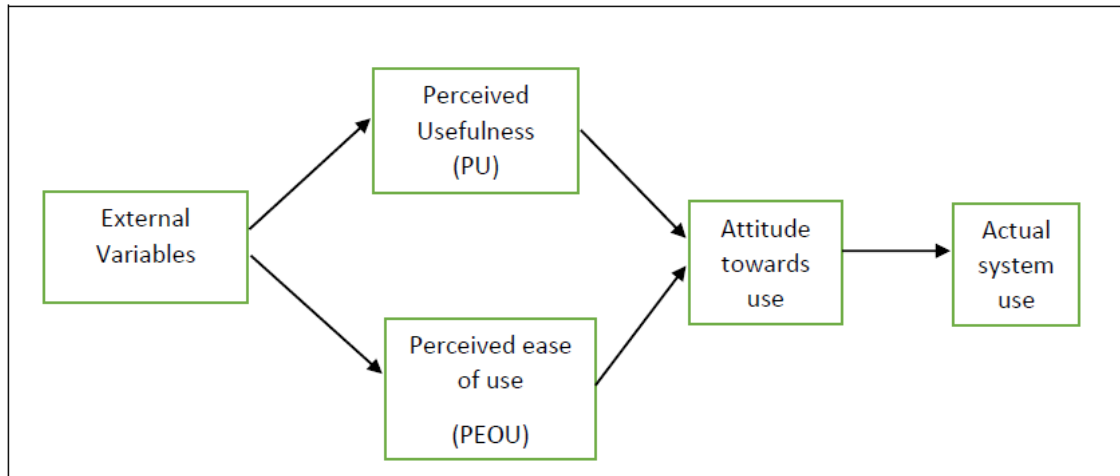 Perceived
Usefulness
(PU)
External
Variables
Perceived ease
of use
(PEOU)
Attitude
towards
use
Actual
system
use